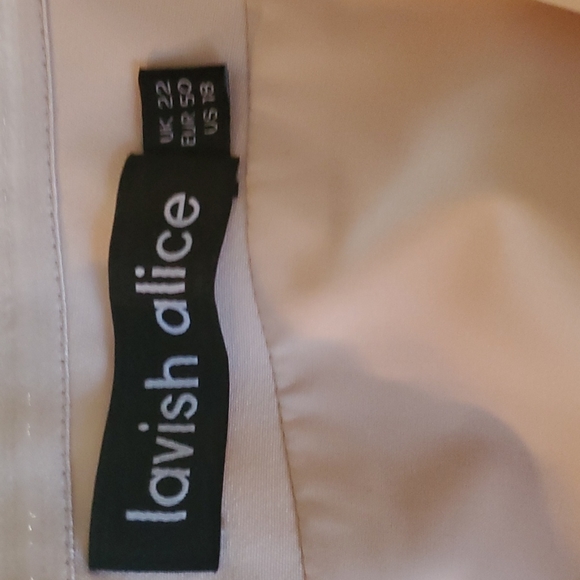 lavish alice
UK 22
EUR 50
US 18